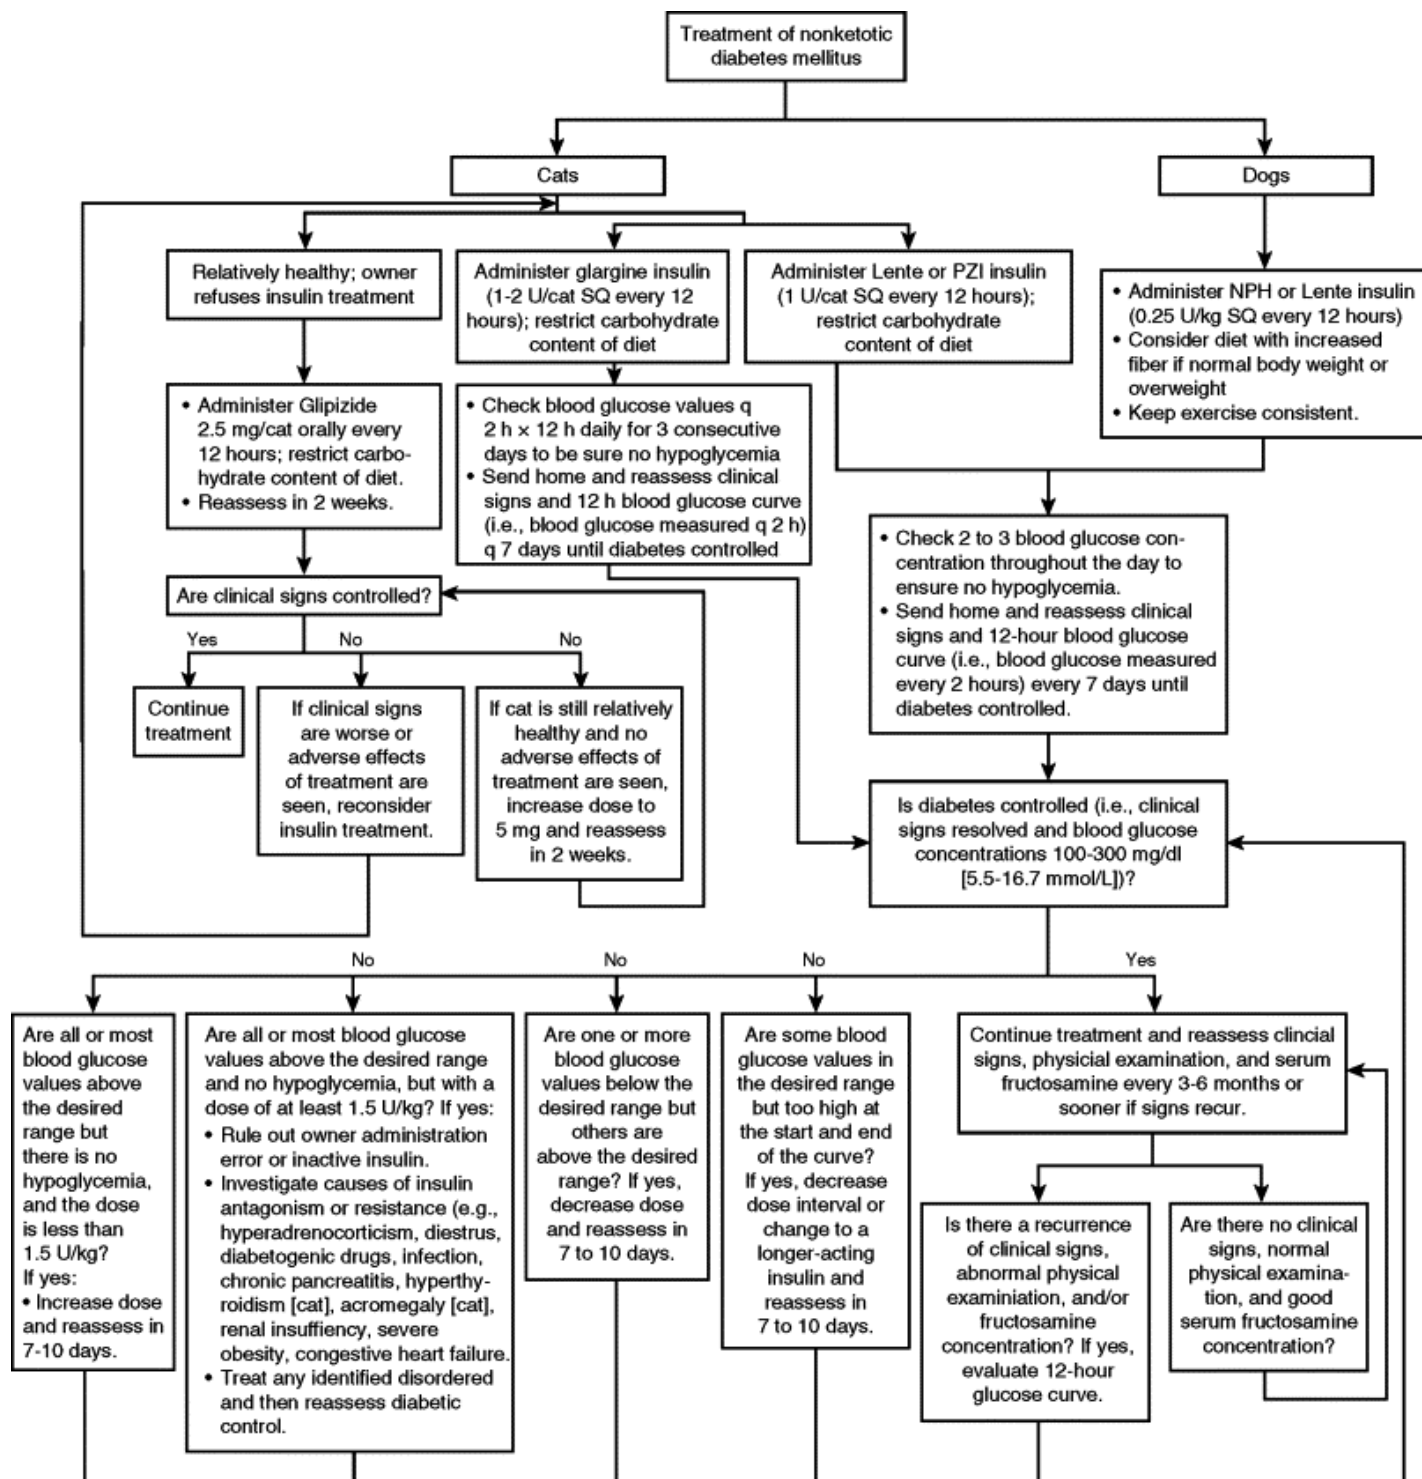 Treatment of nonketotic
diabetes mellitus
Cats
Dogs
Relatively healthy; owner
refuses insulin treatment
Administer glargine insulin
(1-2 U/cat SQ every 12
hours); restrict carbohydrate
content of diet
Administer Lente or PZI insulin
(1 U/cat SQ every 12 hours);
restrict carbohydrate
content of diet
• Administer NPH or Lente insulin
(0.25 U/kg SQ every 12 hours)
• Consider diet with increased
fiber if normal body weight or
overweight
• Keep exercise consistent.
• Administer Glipizide
2.5 mg/cat orally every
12 hours; restrict carbo-
hydrate content of diet.
• Reassess in 2 weeks.
• Check blood glucose values q
2 h × 12 h daily for 3 consecutive
days to be sure no hypoglycemia
• Send home and reassess clinical
signs and 12 h blood glucose curve
(i.e., blood glucose measured q 2 h)
q 7 days until diabetes controlled
• Check 2 to 3 blood glucose con-
centration throughout the day to
ensure no hypoglycemia.
• Send home and reassess clinical
signs and 12-hour blood glucose
curve (i.e., blood glucose measured
every 2 hours) every 7 days until
diabetes controlled.
Are clinical signs controlled?
Yes
No
No
Continue
treatment
If clinical signs
are worse or
adverse effects
of treatment are
seen, reconsider
insulin treatment.
If cat is still relatively
healthy and no
adverse effects of
treatment are seen,
increase dose to
5 mg and reassess
in 2 weeks.
Is diabetes controlled (i.e., clinical
signs resolved and blood glucose
concentrations 100-300 mg/dl
[5.5-16.7 mmol/L])?
No
No
No
Yes
Are all or most
blood glucose
values above
the desired
range but
there is no
hypoglycemia,
and the dose
is less than
1.5 U/kg?
If yes:
• Increase dose
and reassess in
7-10 days.
Are all or most blood glucose
values above the desired range
and no hypoglycemia, but with a
dose of at least 1.5 U/kg? If yes:
• Rule out owner administration
error or inactive insulin.
• Investigate causes of insulin
antagonism or resistance (e.g.,
hyperadrenocorticism, diestrus,
diabetogenic drugs, infection,
chronic pancreatitis, hyperthy-
roidism [cat], acromegaly [cat],
renal insuffiency, severe
obesity, congestive heart failure.
• Treat any identified disordered
and then reassess diabetic
control.
Are one or more
blood glucose
values below the
desired range but
others are
above the desired
range? If yes,
decrease dose
and reassess in
7 to 10 days.
Are some blood
glucose values in
the desired range
but too high at
the start and end
of the curve?
If yes, decrease
dose interval or
change to a
longer-acting
insulin and
reassess in
7 to 10 days.
Continue treatment and reassess clincial
signs, physicial examination, and serum
fructosamine every 3-6 months or
sooner if signs recur.
Is there a recurrence
of clinical signs,
abnormal physical
examiniation, and/or
fructosamine
concentration? If yes,
evaluate 12-hour
glucose curve.
Are there no clinical
signs, normal
physical examina-
tion, and good
serum fructosamine
concentration?